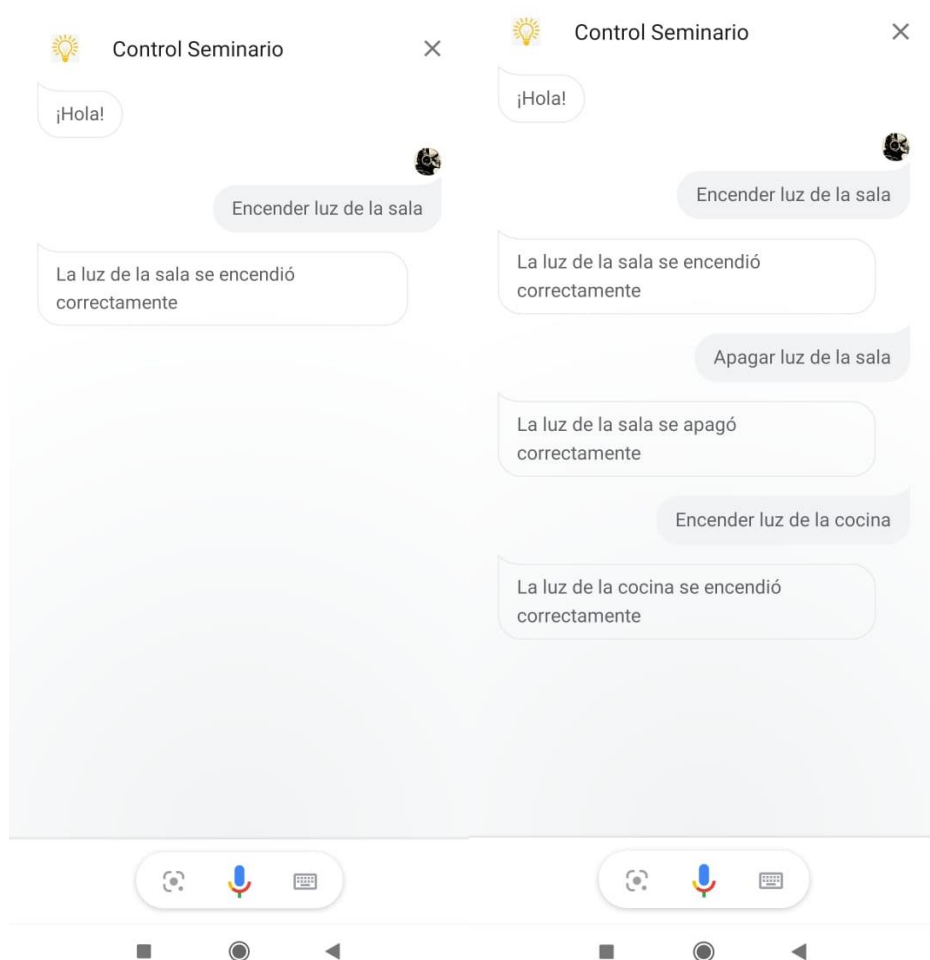 Control Seminario
¡Hola!
Encender luz de la sala
La luz de la sala se encendió
correctamente
Control Seminario
¡Hola!
Encender luz de la sala
La luz de la sala se encendió
correctamente
Apagar luz de la sala
La luz de la sala se apagó
correctamente
Encender luz de la cocina
La luz de la cocina se encendió
correctamente